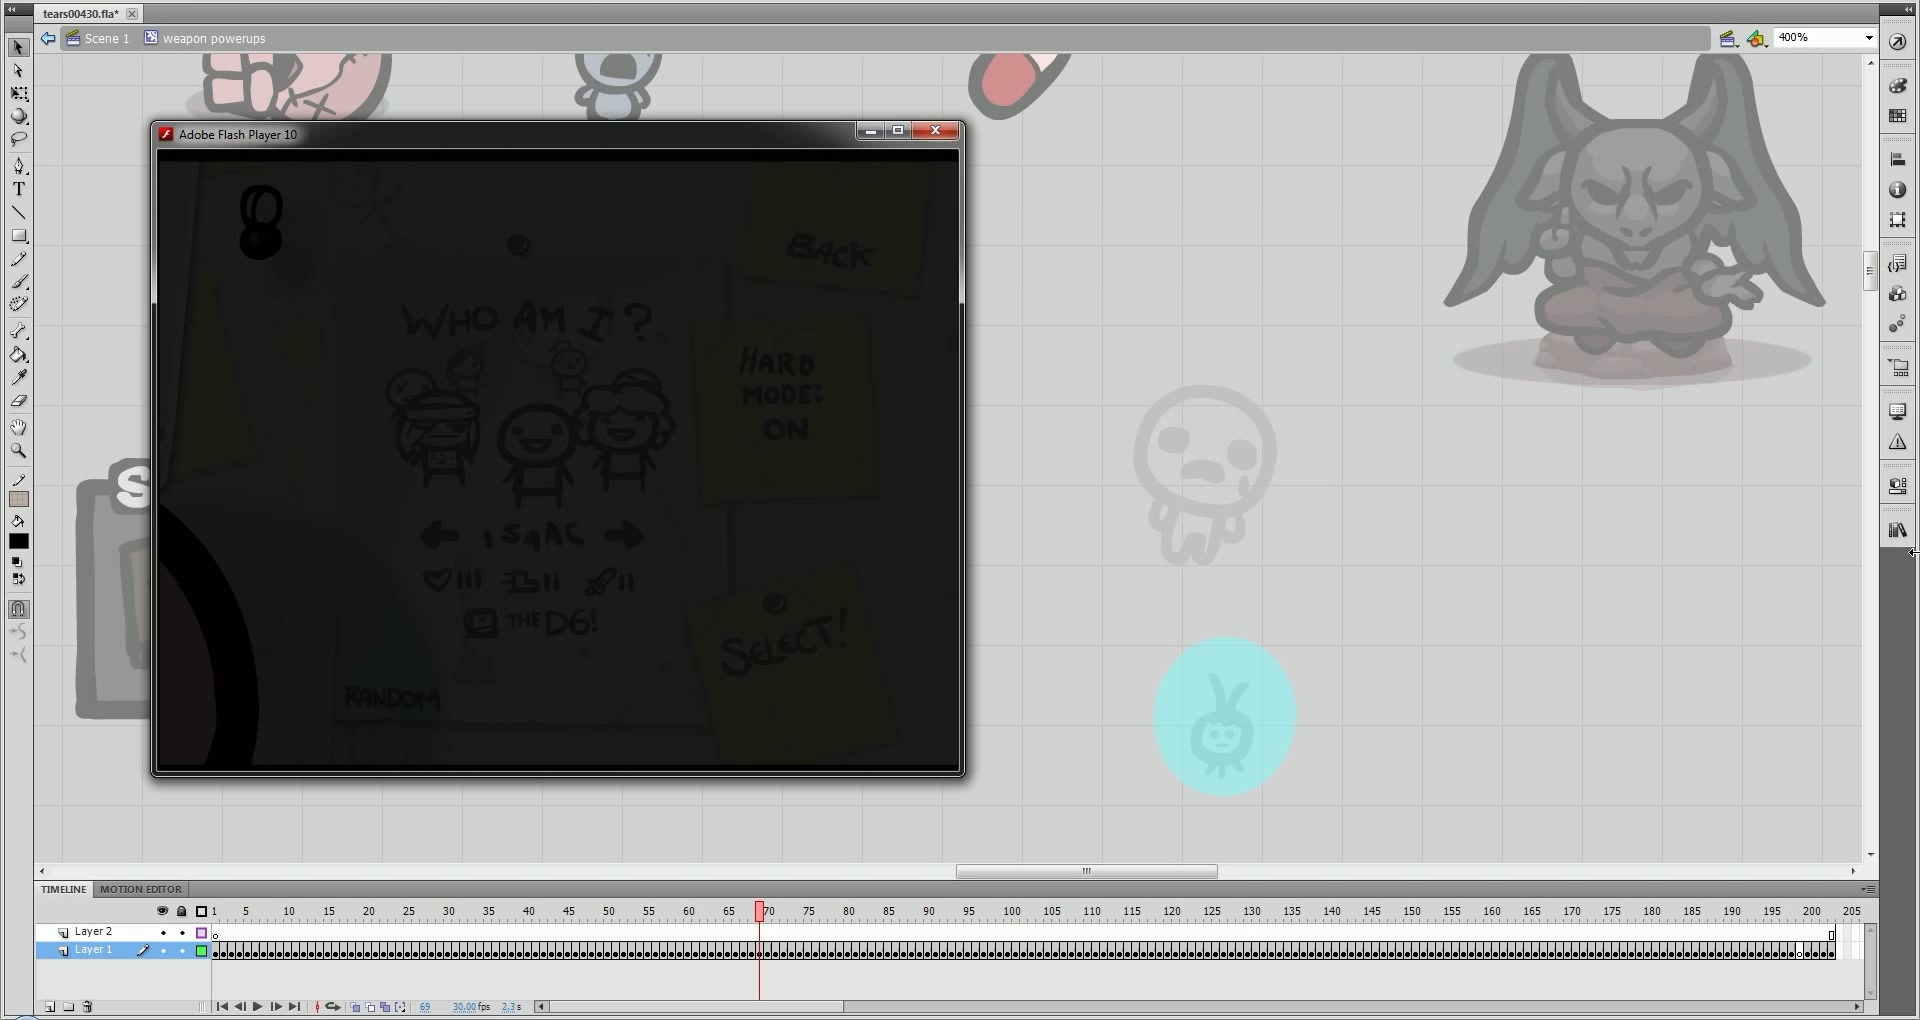 tears00430.fla*
Scene 1
weapon powerups
400%
Adobe Flash Player 10
BACK
WHO AM I?
HARD
MODE:
ON
ISAAC
THE D6!
SELECT!
RANDOM
S
T
TIMELINE
MOTION EDITOR
1 5 10 15 20 25 30 35 40 45 50 55 60 65 70 75 80 85 90 95 100 105 110 115 120 125 130 135 140 145 150 155 160 165 170 175 180 185 190 195 200 205
Layer 2
Layer 1
69
30.00 fps
2.3 s